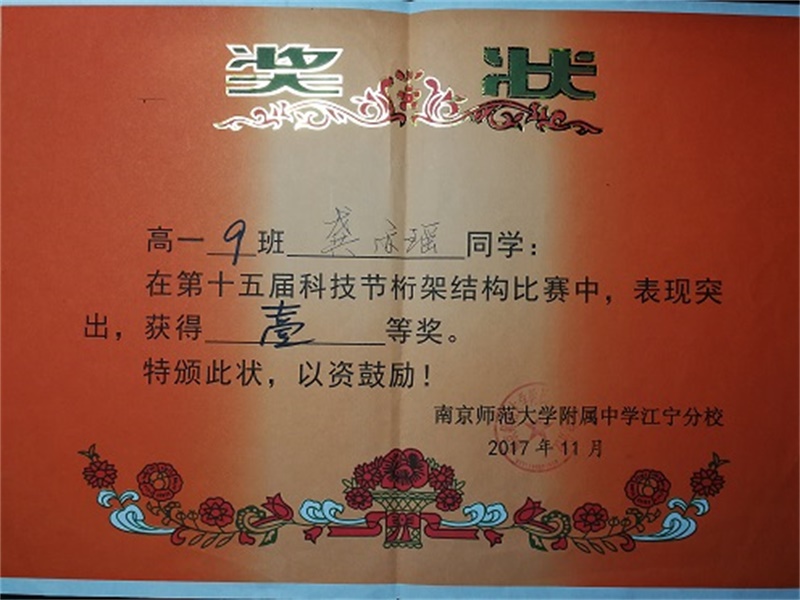 奖 状
高一 9 班 龚 瑶 同学：
在第十五届科技节桁架结构比赛中，表现突
出，获得 壹 等奖。
特颁此状，以资鼓励！
南京师范大学附属中学江宁分校
2017 年 11 月